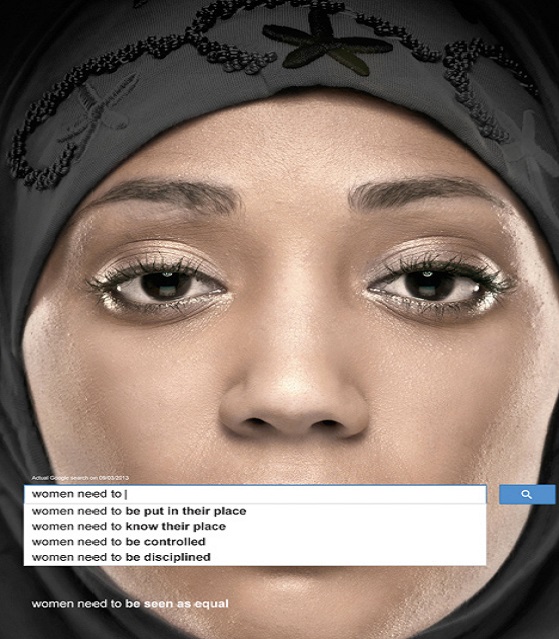 Actual Google search on 09/03/2013
women need to
women need to be put in their place
women need to know their place
women need to be controlled
women need to be disciplined
women need to be seen as equal